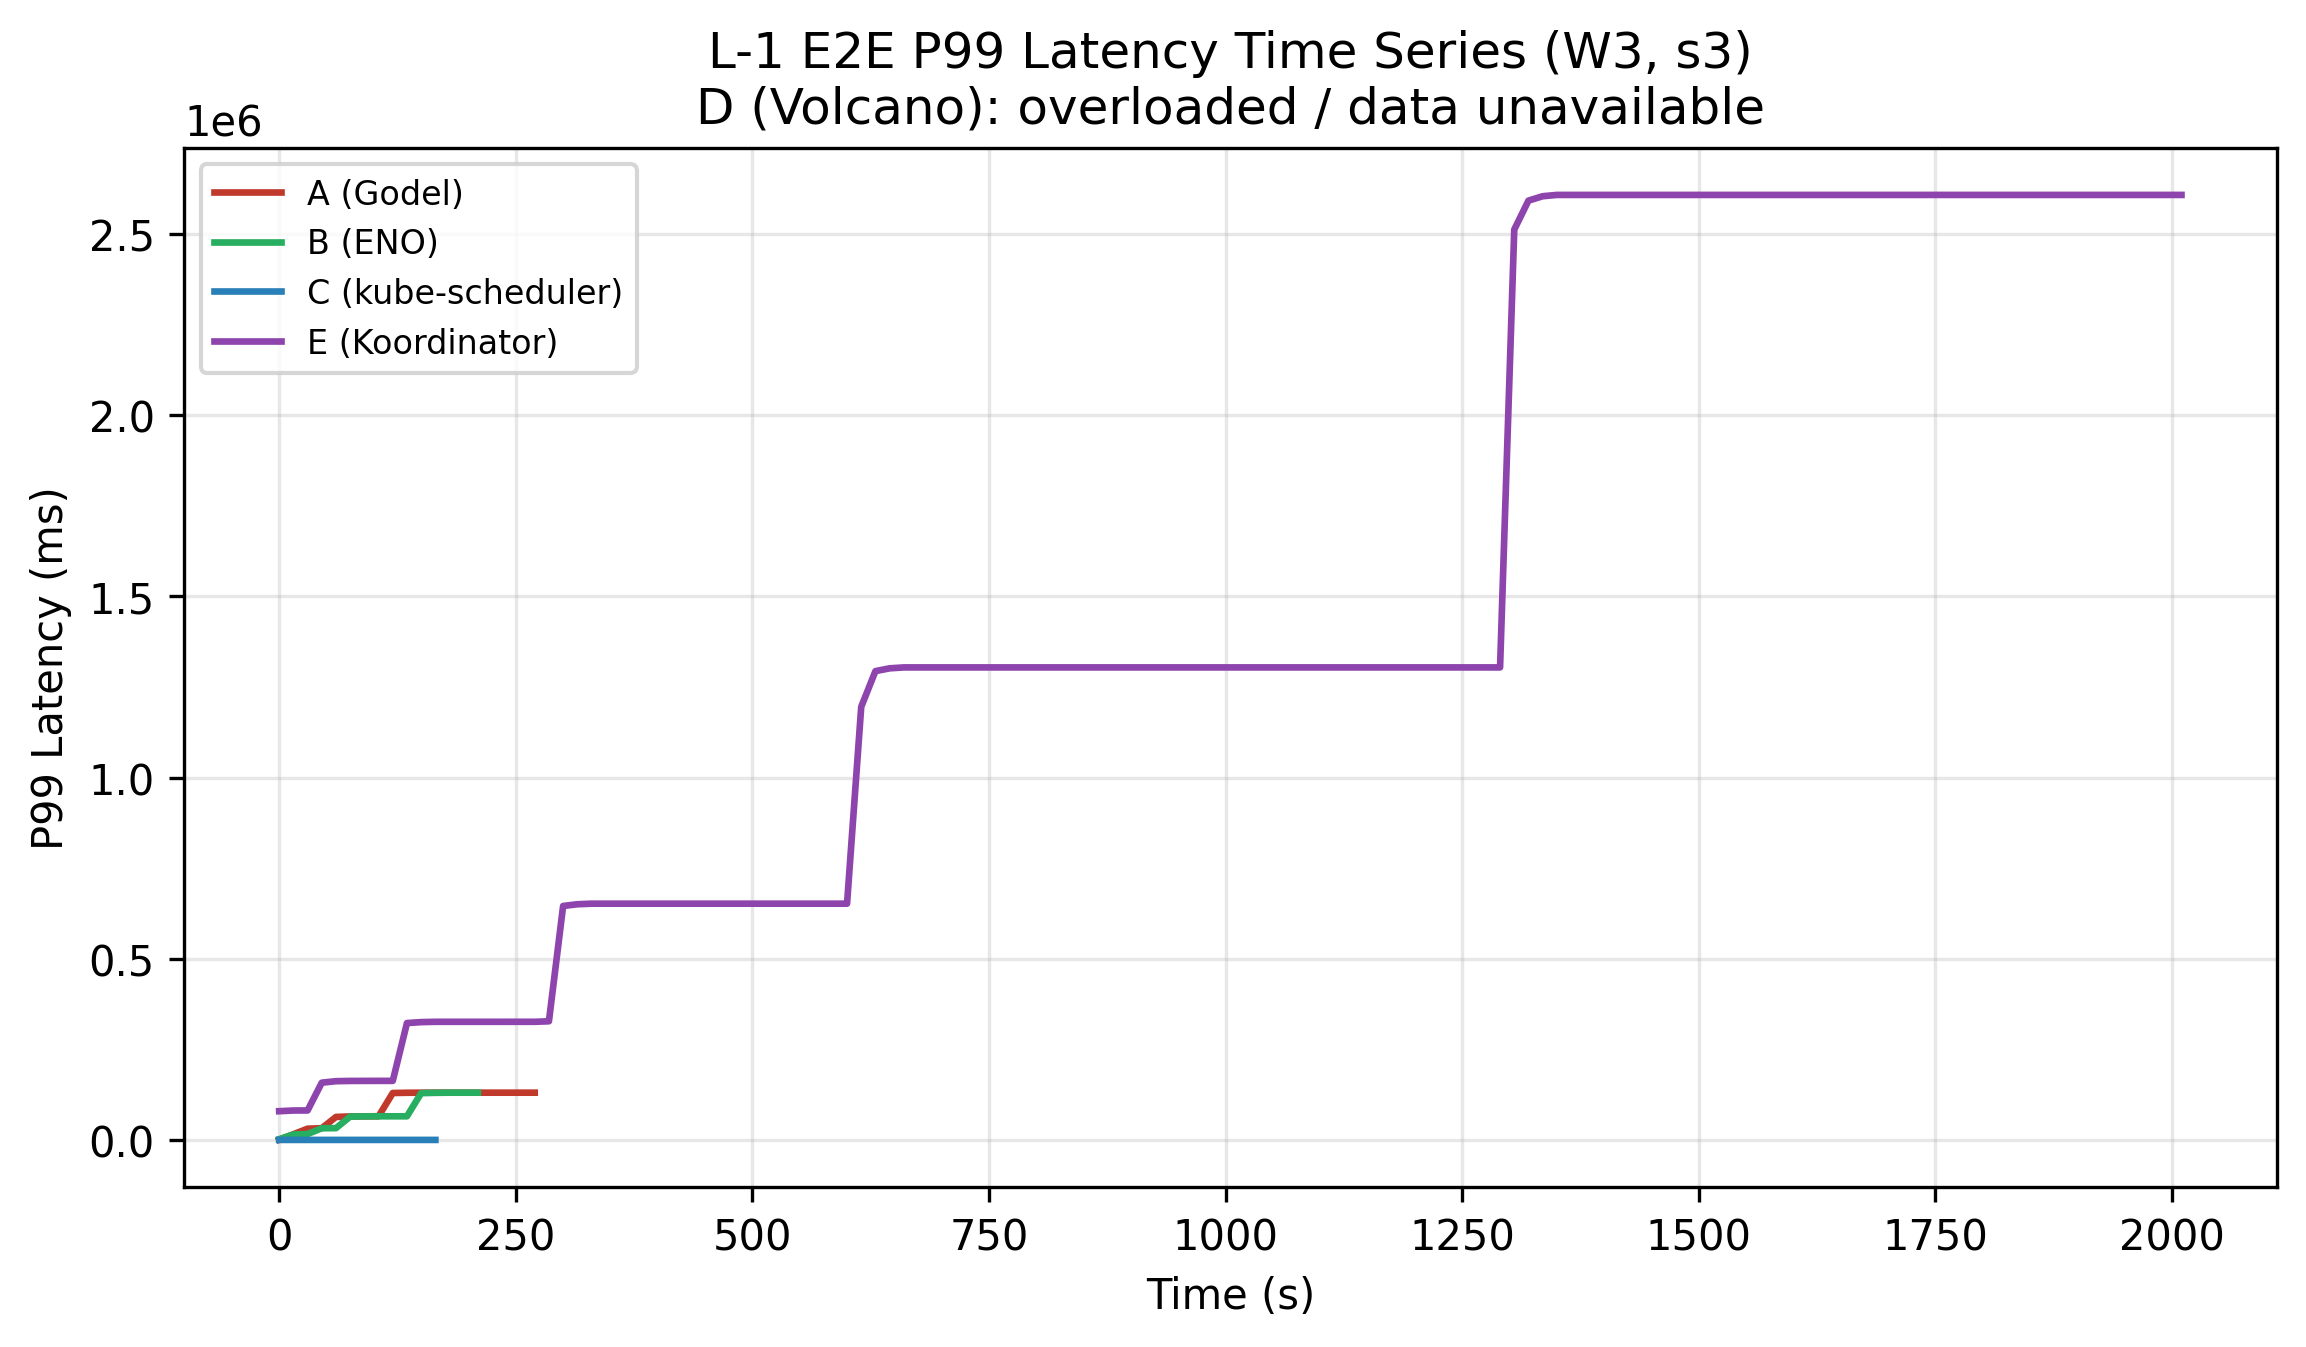 L-1 E2E P99 Latency Time Series (W3, s3)
D (Volcano): overloaded / data unavailable
1e6
A (Godel)
B (ENO)
C (kube-scheduler)
E (Koordinator)
P99 Latency (ms)
2.5
2.0
1.5
1.0
0.5
0.0
0 250 500 750 1000 1250 1500 1750 2000
Time (s)